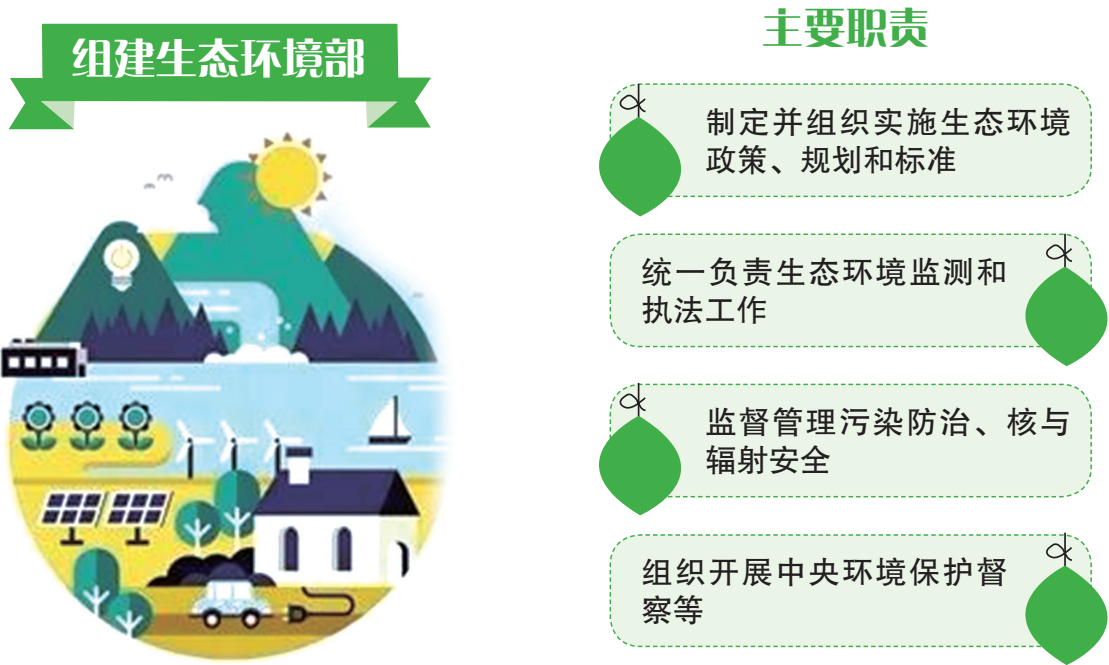 组建生态环境部
主要职责
制定并组织实施生态环境
政策、规划和标准
统一负责生态环境监测和
执法工作
监督管理污染防治、核与
辐射安全
组织开展中央环境保护督
察等